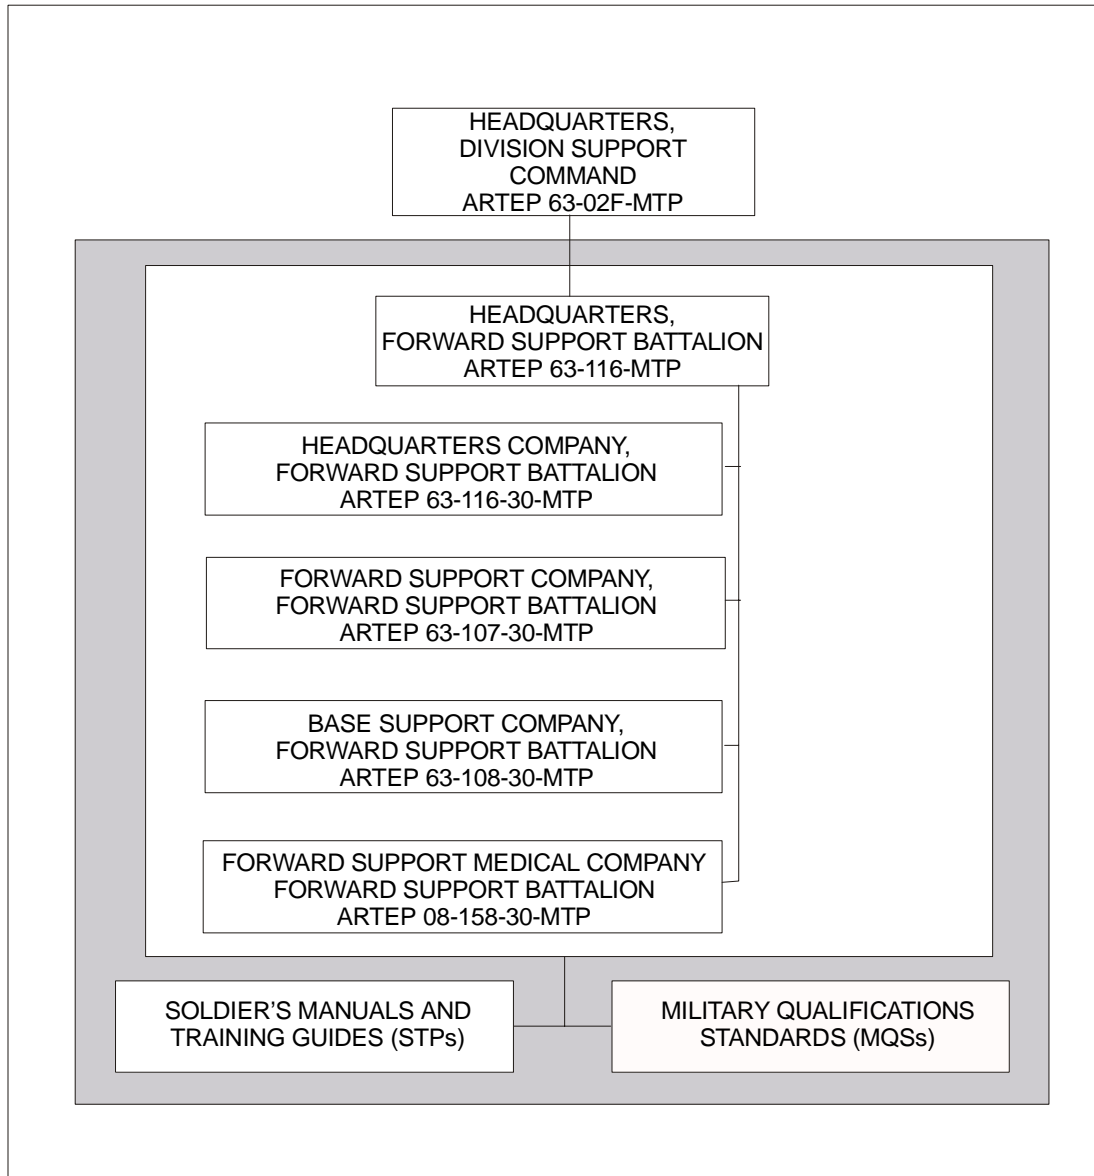 HEADQUARTERS,
DIVISION SUPPORT
COMMAND
ARTEP 63-02F-MTP
HEADQUARTERS,
FORWARD SUPPORT BATTALION
ARTEP 63-116-MTP
HEADQUARTERS COMPANY,
FORWARD SUPPORT BATTALION
ARTEP 63-116-30-MTP
FORWARD SUPPORT COMPANY,
FORWARD SUPPORT BATTALION
ARTEP 63-107-30-MTP
BASE SUPPORT COMPANY,
FORWARD SUPPORT BATTALION
ARTEP 63-108-30-MTP
FORWARD SUPPORT MEDICAL COMPANY
FORWARD SUPPORT BATTALION
ARTEP 08-158-30-MTP
SOLDIER’S MANUALS AND
TRAINING GUIDES (STPs)
MILITARY QUALIFICATIONS
STANDARDS (MQSs)